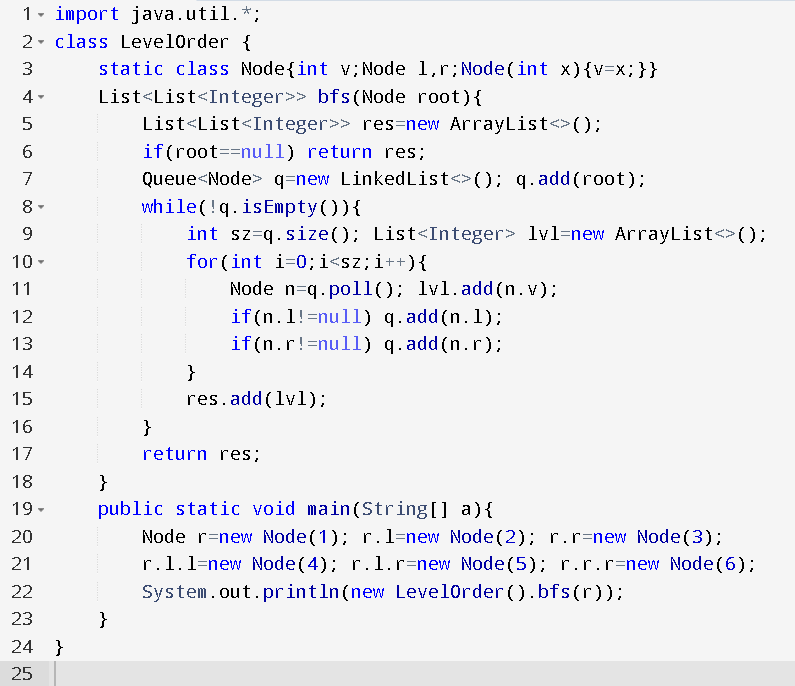 1 import java.util.*;
2 class LevelOrder {
3     static class Node{int v;Node l,r;Node(int x){v=x;}}
4     List<List<Integer>> bfs(Node root){
5         List<List<Integer>> res=new ArrayList<>();
6         if(root==null) return res;
7         Queue<Node> q=new LinkedList<>(); q.add(root);
8         while(!q.isEmpty()){
9             int sz=q.size(); List<Integer> lvl=new ArrayList<>();
10             for(int i=0;i<sz;i++){
11                 Node n=q.poll(); lvl.add(n.v);
12                 if(n.l!=null) q.add(n.l);
13                 if(n.r!=null) q.add(n.r);
14             }
15             res.add(lvl);
16         }
17         return res;
18     }
19     public static void main(String[] a){
20         Node r=new Node(1); r.l=new Node(2); r.r=new Node(3);
21         r.l.l=new Node(4); r.l.r=new Node(5); r.r.r=new Node(6);
22         System.out.println(new LevelOrder().bfs(r));
23     }
24 }
25